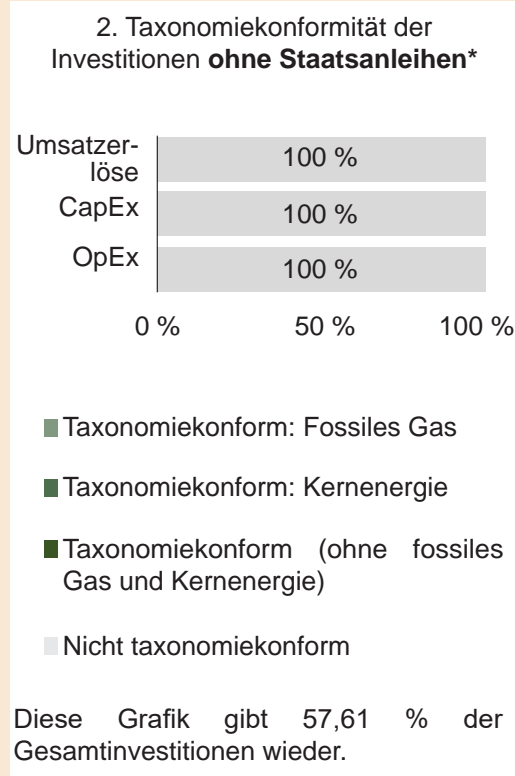 2. Taxonomiekonformität der
Investitionen ohne Staatsanleihen*
Umsatzer-
löse
100 %
CapEx
100 %
OpEx
100 %
0 % 50 % 100 %
Taxonomiekonform: Fossiles Gas
Taxonomiekonform: Kernenergie
Taxonomiekonform (ohne fossiles
Gas und Kernenergie)
Nicht taxonomiekonform
Diese Grafik gibt 57,61 % der
Gesamtinvestitionen wieder.